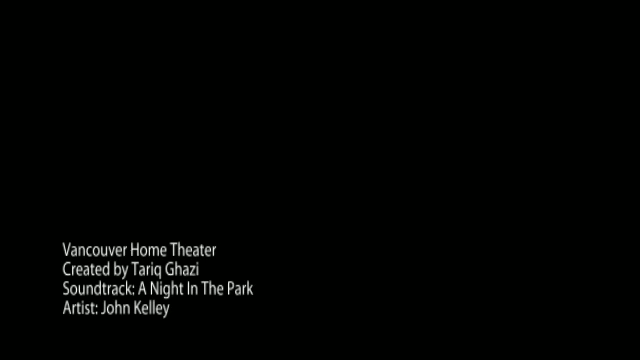 Vancouver Home Theater
Created by Tariq Ghazi
Soundtrack: A Night In The Park
Artist: John Kelley